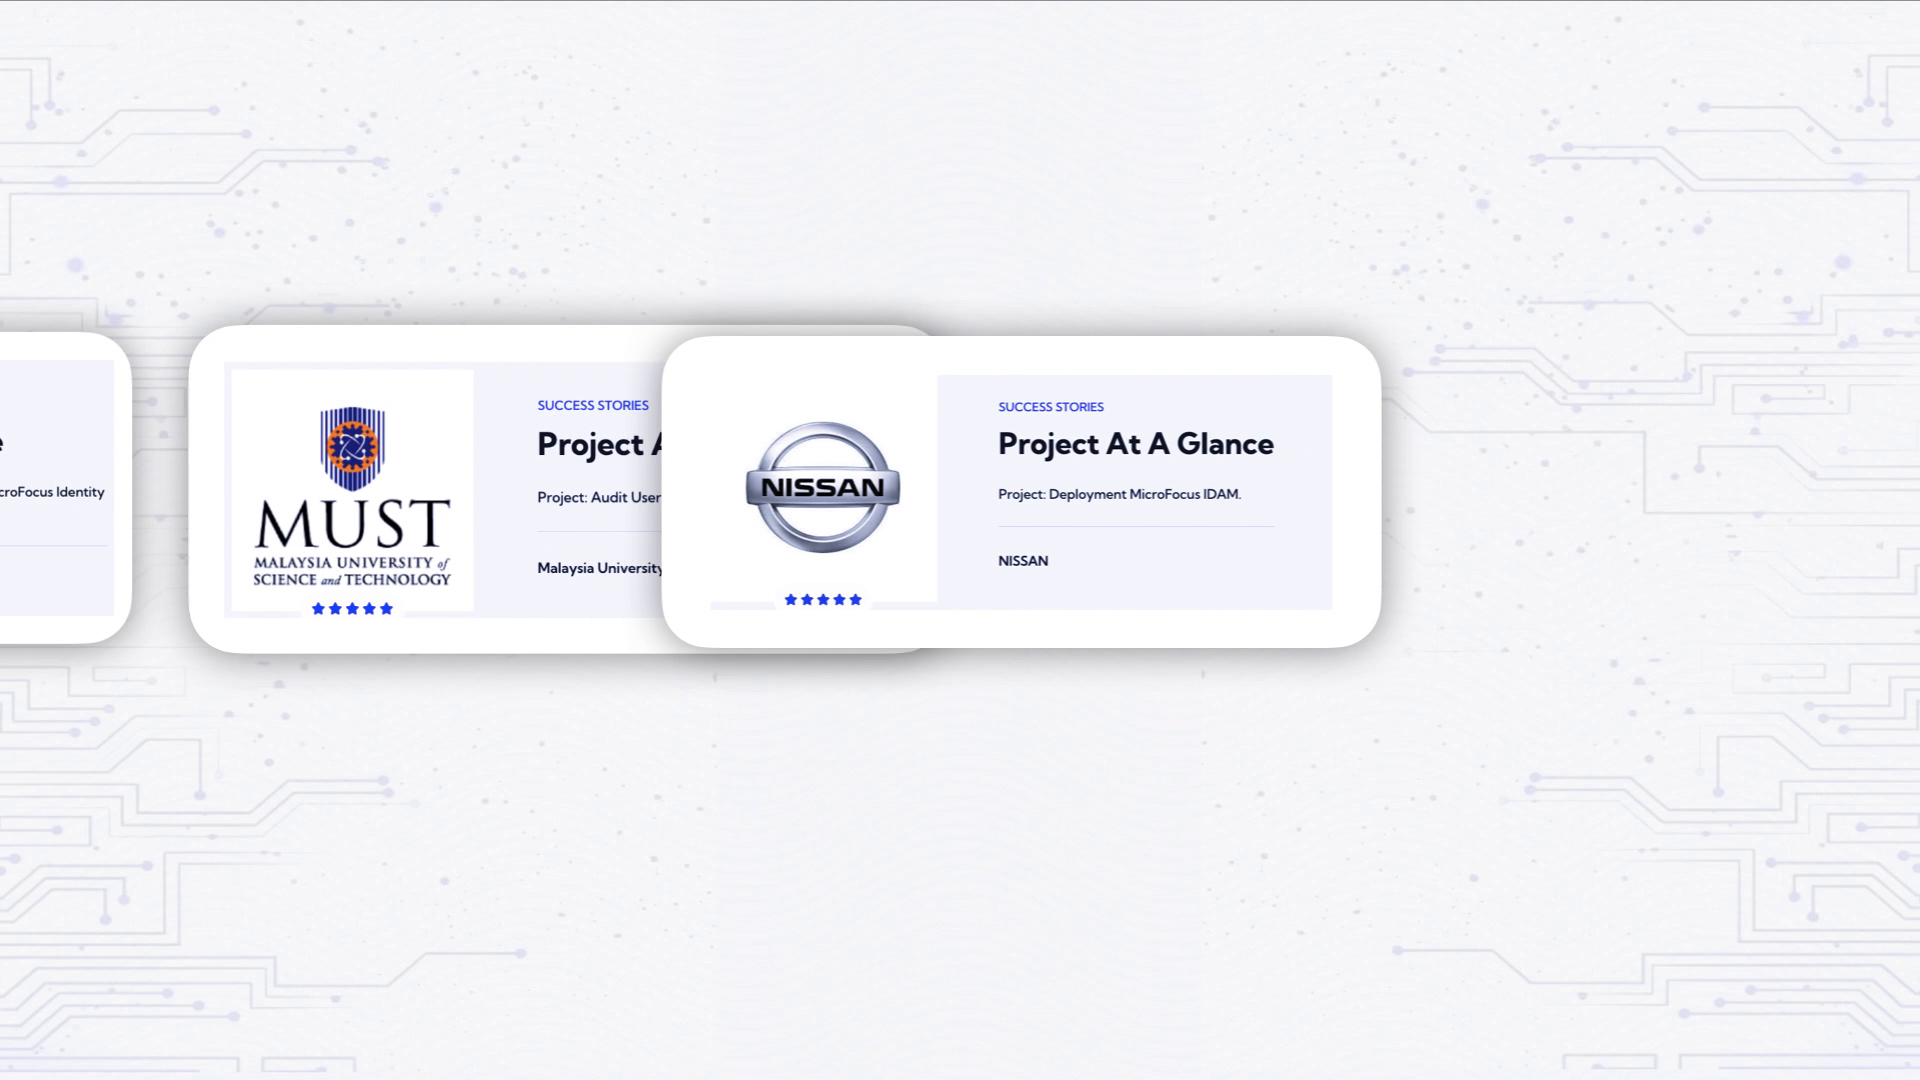 croFocus Identity
MUST
MALAYSIA UNIVERSITY of
SCIENCE and TECHNOLOGY
SUCCESS STORIES
Project A
Project: Audit User
Malaysia University
NISSAN
SUCCESS STORIES
Project At A Glance
Project: Deployment MicroFocus IDAM.
NISSAN